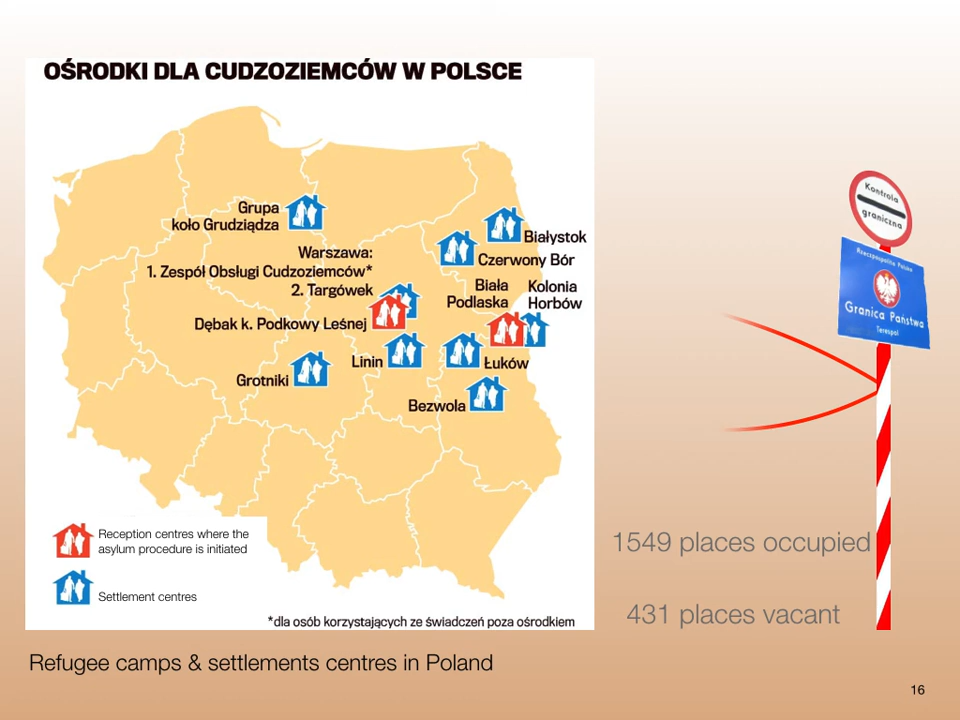 OŚRODKI DLA CUDZOZIEMCÓW W POLSCE
Grupa
koło Grudziądza
Białystok
Czerwony Bór
Warszawa:
1. Zespół Obsługi Cudzoziemców*
2. Targówek
Biała
Podlaska
Kolonia
Horbów
Dębak k. Podkowy Leśnej
Linin
Łuków
Grotniki
Bezwola
Reception centres where the
asylum procedure is initiated
Settlement centres
*dla osób korzystających ze świadczeń poza ośrodkiem
Kontrola
graniczna
Rzeczpospolita Polska
Granica Państwa
Terespol
1549 places occupied
431 places vacant
Refugee camps & settlements centres in Poland
16